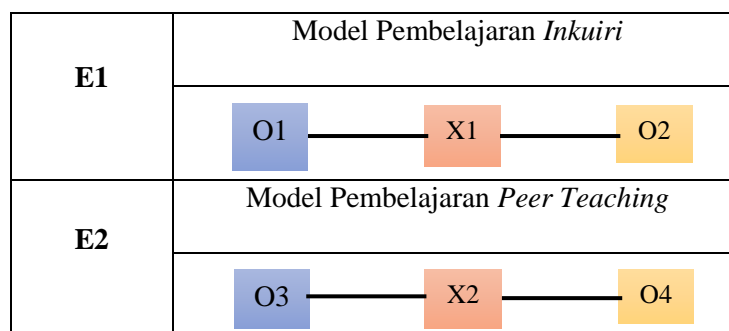 Model Pembelajaran Inkuiri
E1
O1 X1 O2
Model Pembelajaran Peer Teaching
E2
O3 X2 O4